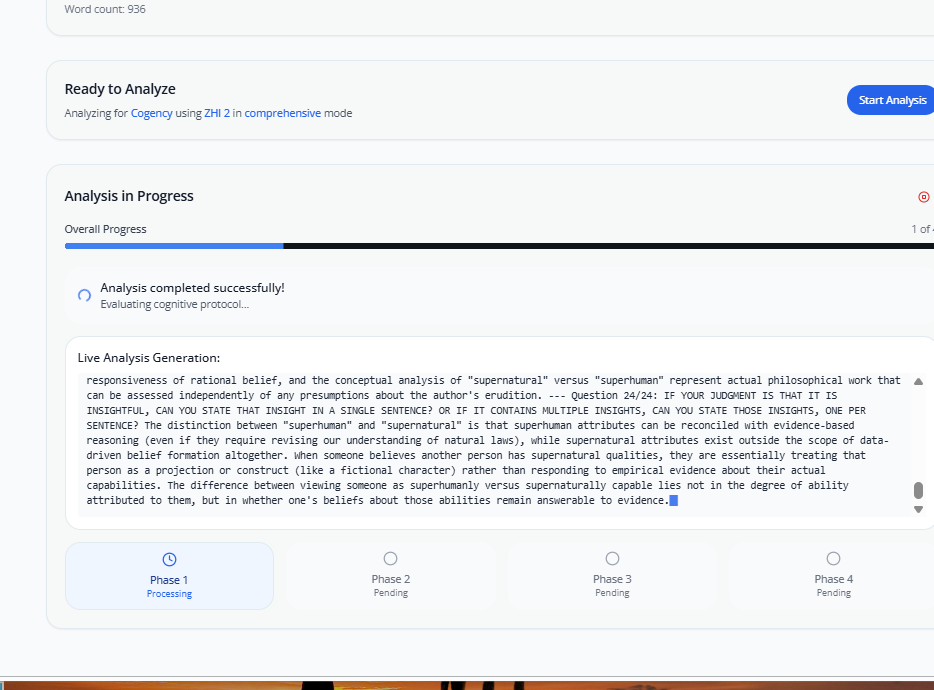 Word count: 936
Ready to Analyze
Analyzing for Cogency using ZHI 2 in comprehensive mode
Start Analysis
Analysis in Progress
Overall Progress
1 of
Analysis completed successfully!
Evaluating cognitive protocol...
Live Analysis Generation:
responsiveness of rational belief, and the conceptual analysis of "supernatural" versus "superhuman" represent actual philosophical work that
can be assessed independently of any presumptions about the author's erudition. --- Question 24/24: IF YOUR JUDGMENT IS THAT IT IS
INSIGHTFUL, CAN YOU STATE THAT INSIGHT IN A SINGLE SENTENCE? OR IF IT CONTAINS MULTIPLE INSIGHTS, CAN YOU STATE THOSE INSIGHTS, ONE PER
SENTENCE? The distinction between "superhuman" and "supernatural" is that superhuman attributes can be reconciled with evidence-based
reasoning (even if they require revising our understanding of natural laws), while supernatural attributes exist outside the scope of data-
driven belief formation altogether. When someone believes another person has supernatural qualities, they are essentially treating that
person as a projection or construct (like a fictional character) rather than responding to empirical evidence about their actual
capabilities. The difference between viewing someone as superhumanly versus supernaturally capable lies not in the degree of ability
attributed to them, but in whether one's beliefs about those abilities remain answerable to evidence.
Phase 1
Processing
Phase 2
Pending
Phase 3
Pending
Phase 4
Pending